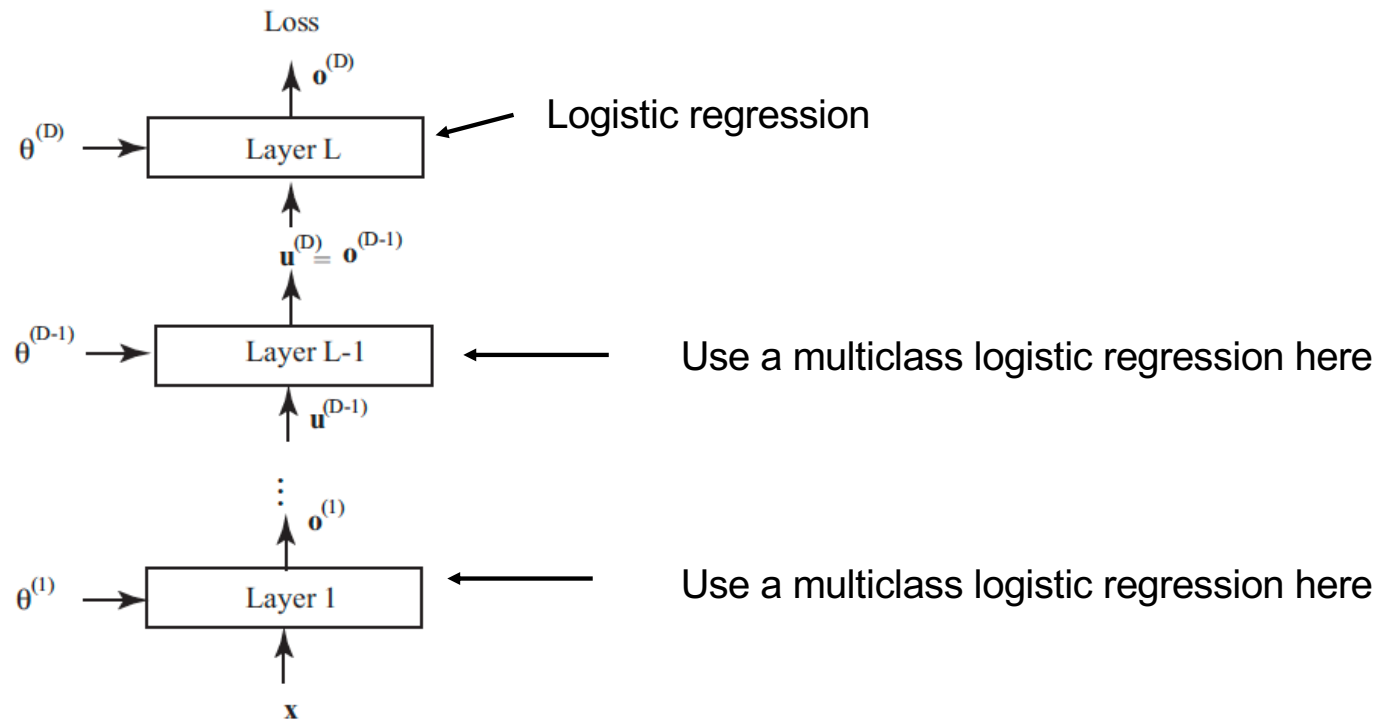 Loss
o^(D)
Logistic regression
θ^(D)
Layer L
u^(D) = o^(D-1)
θ^(D-1)
Layer L-1
Use a multiclass logistic regression here
u^(D-1)
⋮
o^(1)
θ^(1)
Layer 1
Use a multiclass logistic regression here
x